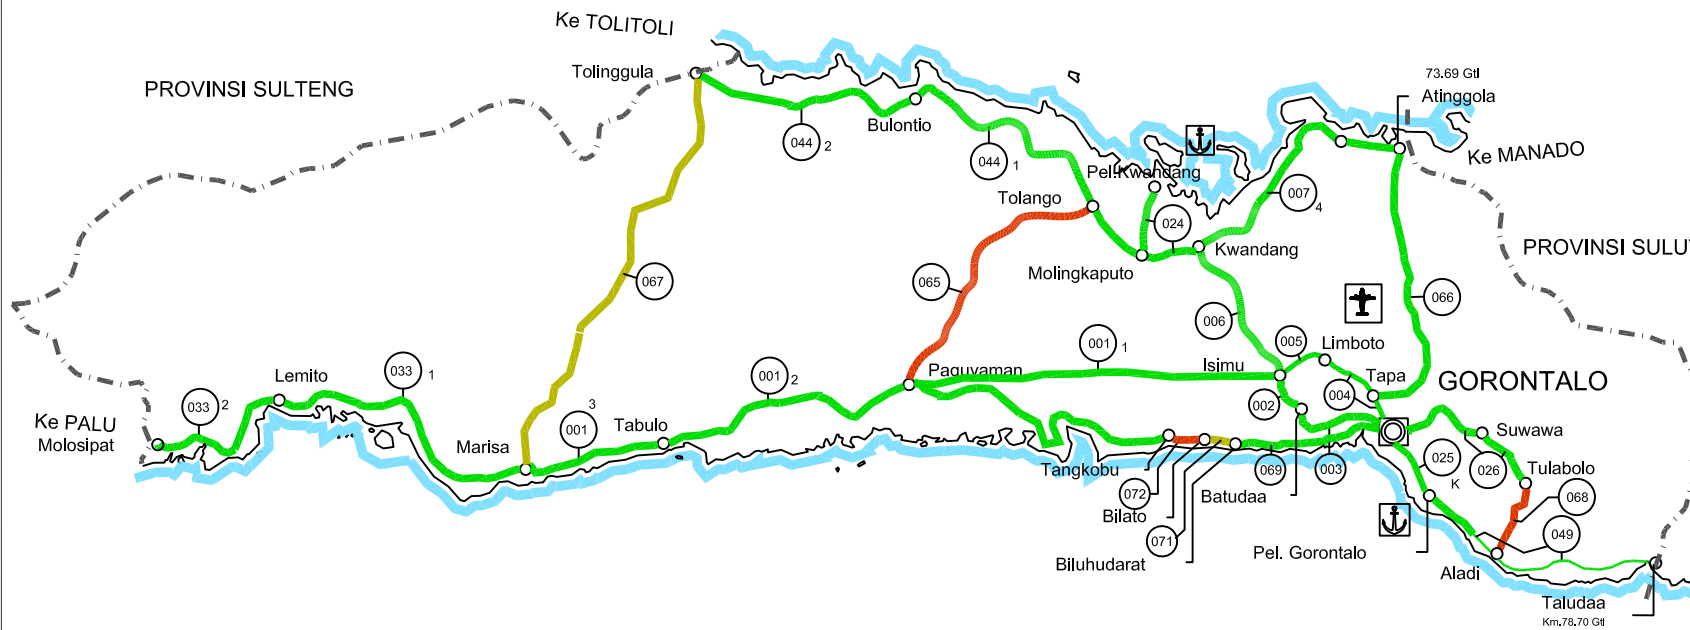 Ke TOLITOLI
Tolinggula
PROVINSI SULTENG
73.69 Gtl
Atinggola
Bulontio
044 2
044 1
Ke MANADO
Pel.Kwandang
Tolango
007 4
024
Kwandang
PROVINSI SULUT
Molingkaputo
067
065
066
006
005
Limboto
001 1
Isimu
Paguyaman
Tapa
GORONTALO
Lemito
033 1
001 2
004
002
033 2
Ke PALU
Molosipat
3
001
Tabulo
Marisa
Suwawa
025
K
026
Tangkobu
069
003
Tulabolo
072
Batudaa
068
Bilato
071
049
Biluhudarat
Pel. Gorontalo
Aladi
Taludaa
Km.78.70 Gtl